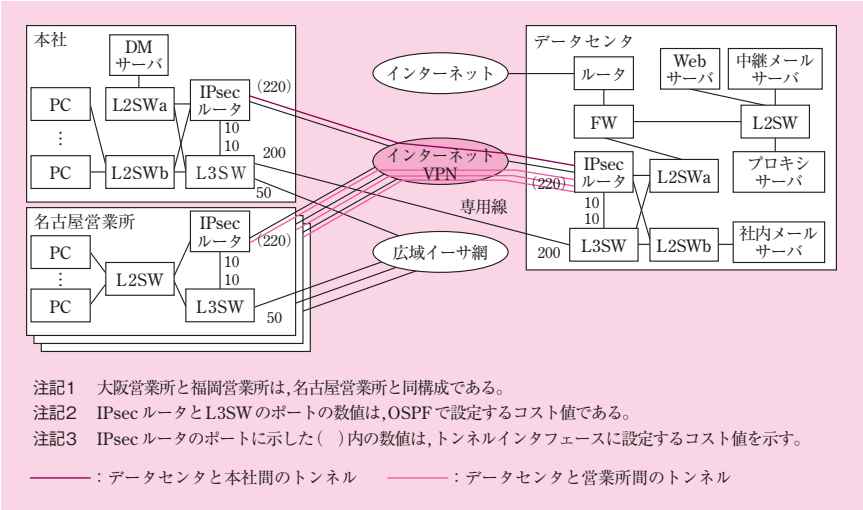 本社
DM
サーバ
PC
⋮
PC
L2SWa
L2SWb
IPsec
ルータ
(220)
10
10
L3SW
200
50
名古屋営業所
PC
⋮
PC
L2SW
IPsec
ルータ
(220)
10
10
L3SW
50
インターネット
インターネット
VPN
専用線
広域イーサ網
データセンタ
ルータ
Web
サーバ
中継メール
サーバ
FW
L2SW
IPsec
ルータ
(220)
L2SWa
プロキシ
サーバ
10
10
200
L3SW
L2SWb
社内メール
サーバ
注記1 大阪営業所と福岡営業所は,名古屋営業所と同構成である。
注記2 IPsecルータとL3SWのポートの数値は,OSPFで設定するコスト値である。
注記3 IPsecルータのポートに示した( )内の数値は,トンネルインタフェースに設定するコスト値を示す。
:データセンタと本社間のトンネル :データセンタと営業所間のトンネル